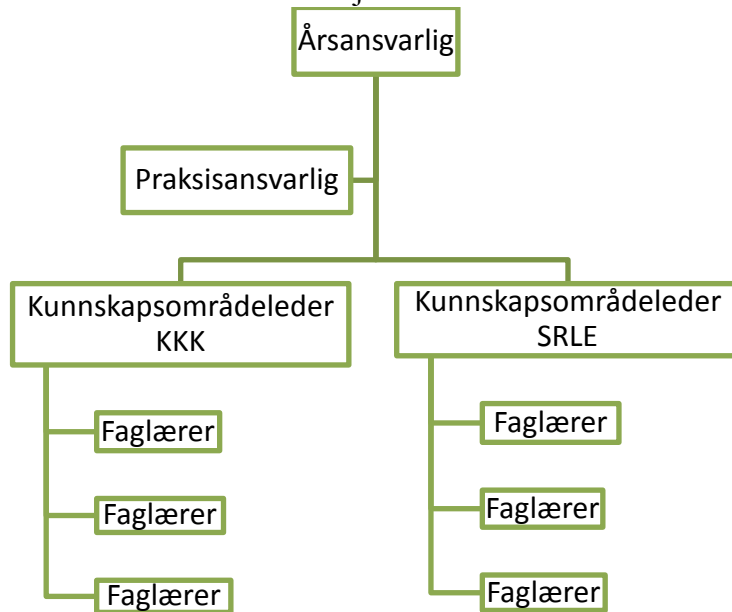 Årsansvarlig
Praksisansvarlig
Kunnskapsområdeleder
KKK
Kunnskapsområdeleder
SRLE
Faglærer
Faglærer
Faglærer
Faglærer
Faglærer
Faglærer